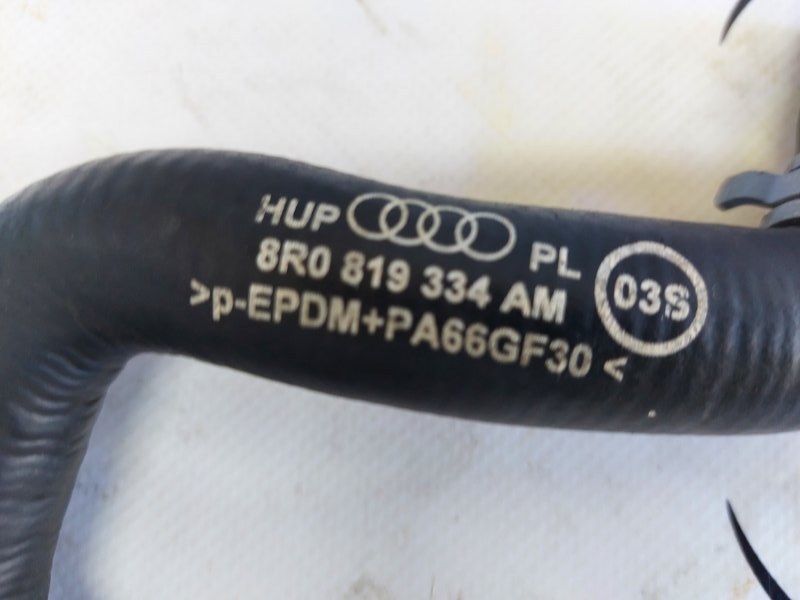 HUP PL
8R0 819 334 AM
03S
>p-EPDM+PA66GF30<